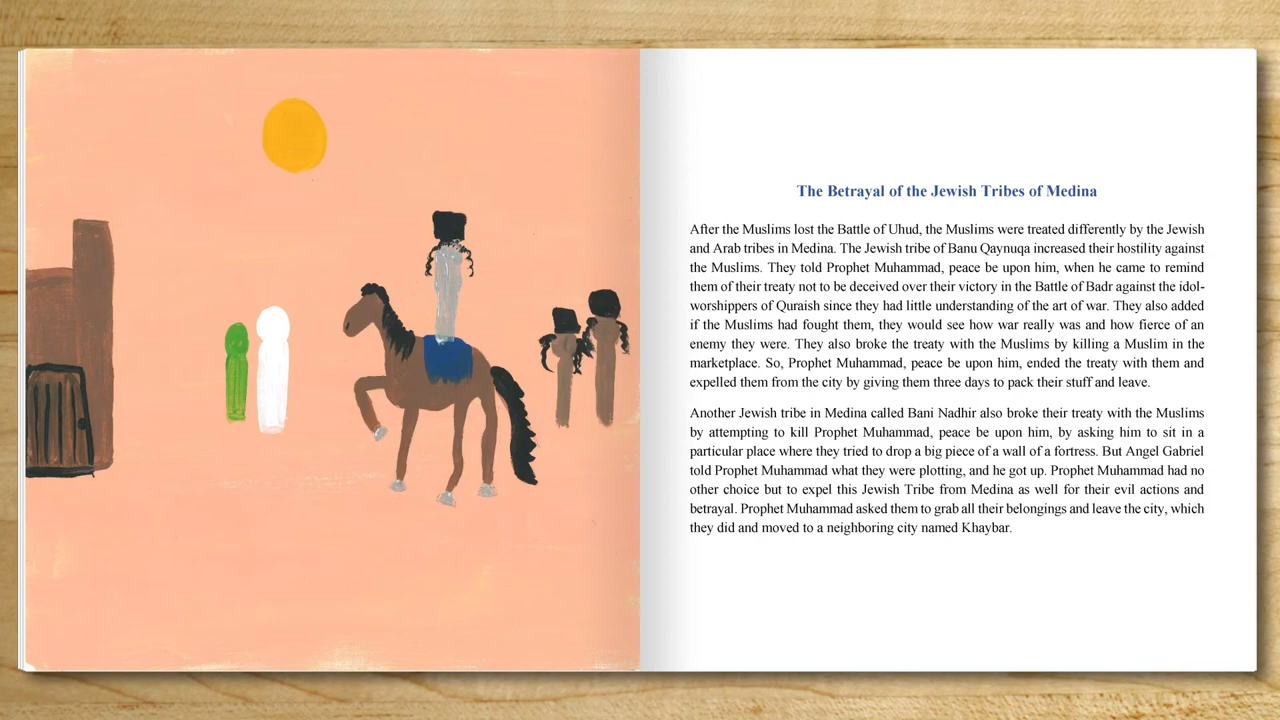 The Betrayal of the Jewish Tribes of Medina
After the Muslims lost the Battle of Uhud, the Muslims were treated differently by the Jewish
and Arab tribes in Medina. The Jewish tribe of Banu Qaynuqa increased their hostility against
the Muslims. They told Prophet Muhammad, peace be upon him, when he came to remind
them of their treaty not to be deceived over their victory in the Battle of Badr against the idol-
worshippers of Quraish since they had little understanding of the art of war. They also added
if the Muslims had fought them, they would see how war really was and how fierce of an
enemy they were. They also broke the treaty with the Muslims by killing a Muslim in the
marketplace. So, Prophet Muhammad, peace be upon him, ended the treaty with them and
expelled them from the city by giving them three days to pack their stuff and leave.
Another Jewish tribe in Medina called Bani Nadhir also broke their treaty with the Muslims
by attempting to kill Prophet Muhammad, peace be upon him, by asking him to sit in a
particular place where they tried to drop a big piece of a wall of a fortress. But Angel Gabriel
told Prophet Muhammad what they were plotting, and he got up. Prophet Muhammad had no
other choice but to expel this Jewish Tribe from Medina as well for their evil actions and
betrayal. Prophet Muhammad asked them to grab all their belongings and leave the city, which
they did and moved to a neighboring city named Khaybar.